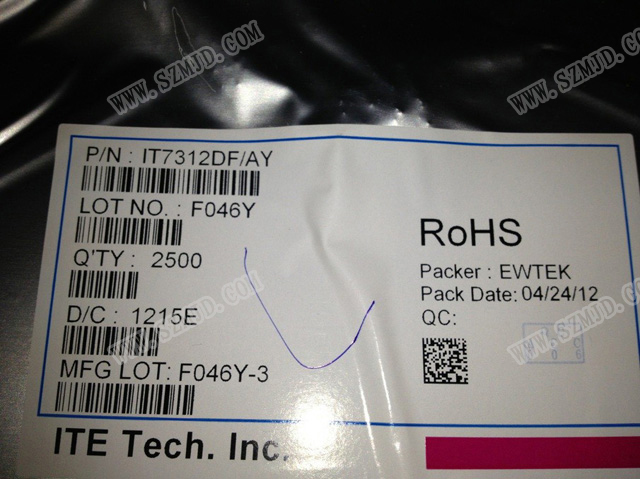 WWW.SZMJD.COM
WWW.SZMJD.COM
P/N : IT7312DF/AY
LOT NO. : F046Y
Q'TY : 2500
D/C : 1215E
MFG LOT: F046Y-3
RoHS
Packer : EWTEK
Pack Date: 04/24/12
QC:
WWW.SZMJD.COM
WWW.SZMJD.COM
ITE Tech. Inc.